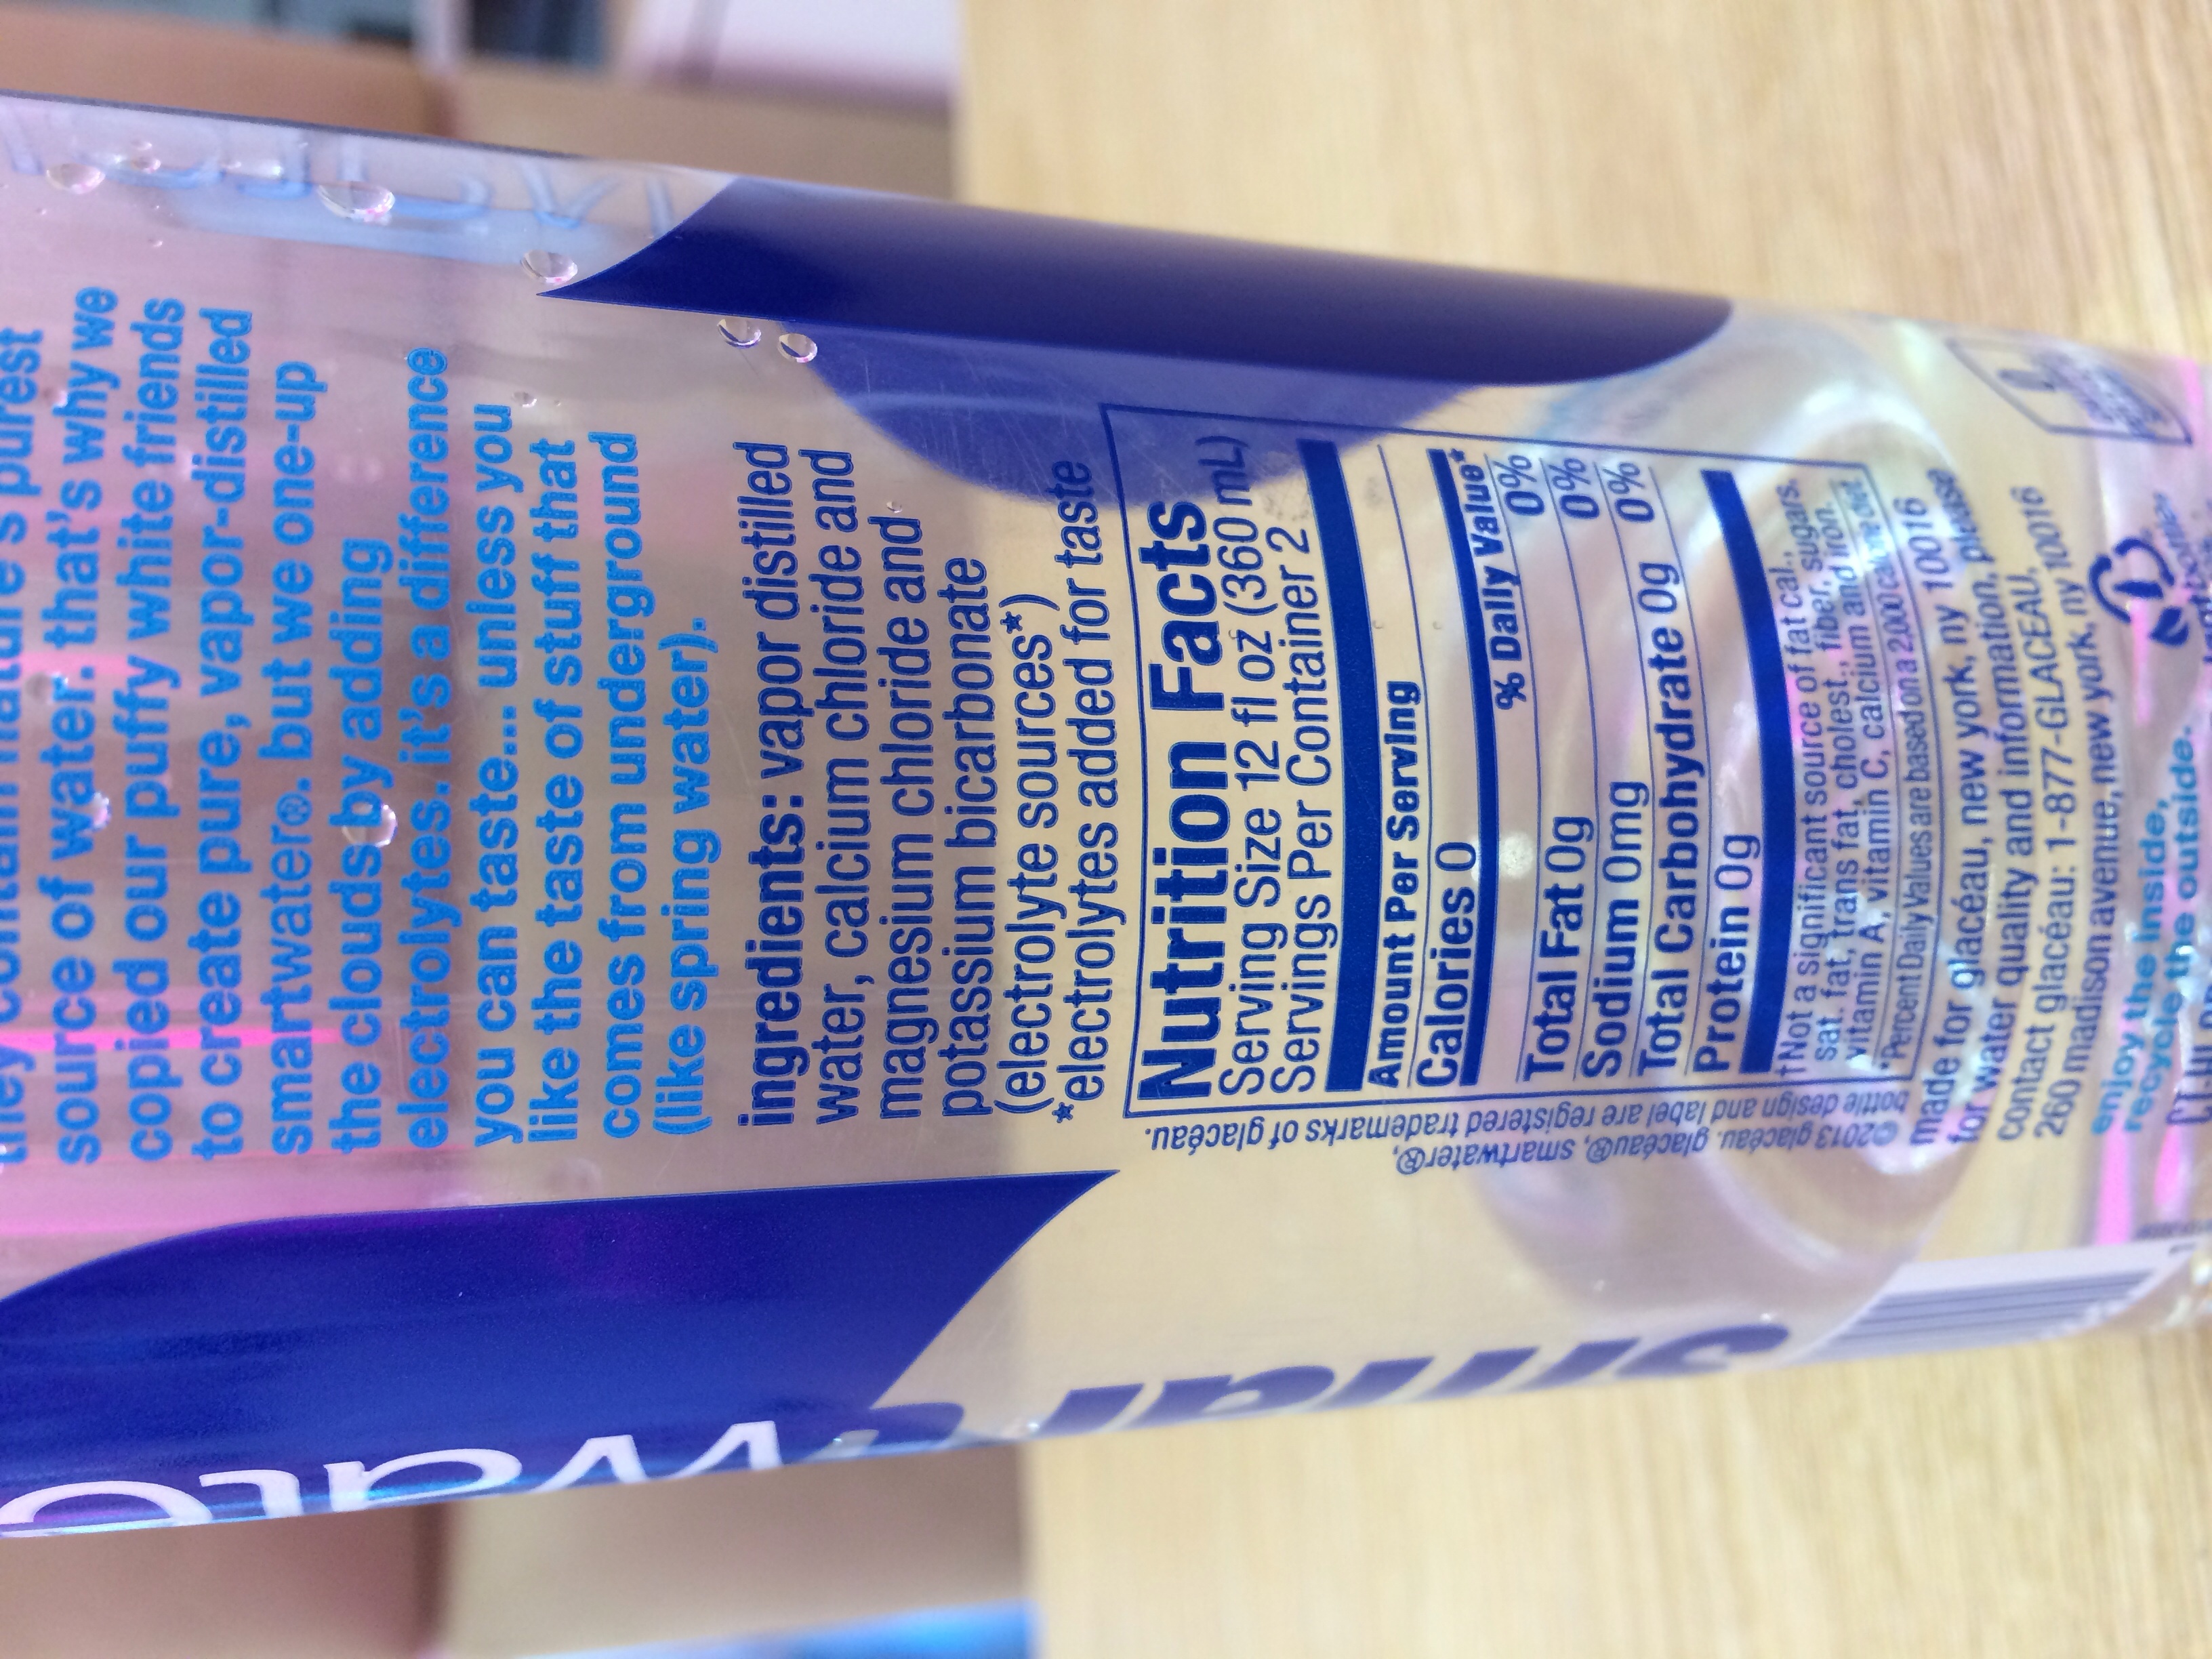 source of water. that's why we
copied our puffy white friends
to create pure, vapor-distilled
smartwater®. but we one-up
the clouds by adding
electrolytes. it's a difference
you can taste... unless you
like the taste of stuff that
comes from underground
(like spring water).
ingredients: vapor distilled
water, calcium chloride and
magnesium chloride and
potassium bicarbonate
(electrolyte sources*)
*electrolytes added for taste
Nutrition Facts
Serving Size 12 fl oz (360 mL)
Servings Per Container 2
Amount Per Serving
Calories 0
% Daily Value*
Total Fat 0g 0%
Sodium 0mg 0%
Total Carbohydrate 0g 0%
Protein 0g
†Not a significant source of fat cal.,
sat. fat, trans fat, cholest., fiber, sugars,
vitamin A, vitamin C, calcium and iron.
*Percent Daily Values are based on a 2,000 calorie diet
made for glacéau, new york, ny 10016
for water quality and information, please
contact glacéau: 1-877-GLACEAU,
260 madison avenue, new york, ny 10016
enjoy the inside,
recycle the outside.
©2013 glacéau. glacéau®, smartwater®,
bottle design and label are registered trademarks of glacéau.
smart
wate